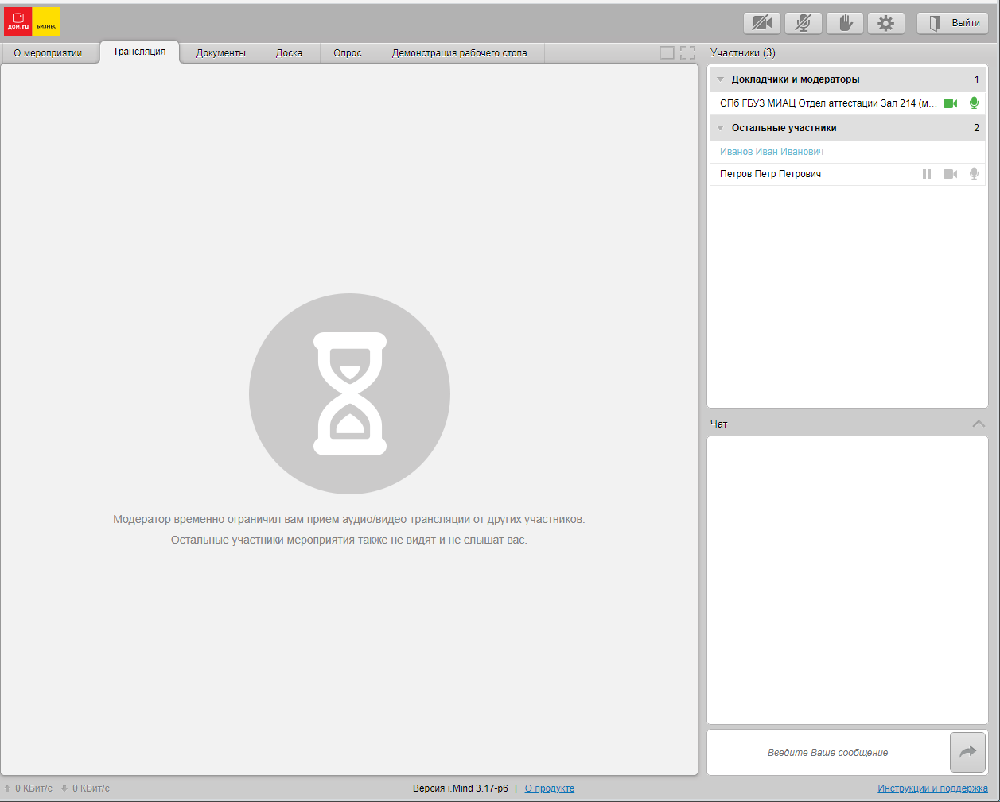 дом.ru БИЗНЕС
Выйти
О мероприятии Трансляция Документы Доска Опрос Демонстрация рабочего стола
Участники (3)
Докладчики и модераторы 1
СПб ГБУЗ МИАЦ Отдел аттестации Зал 214 (м...
Остальные участники 2
Иванов Иван Иванович
Петров Петр Петрович
Модератор временно ограничил вам прием аудио/видео трансляции от других участников.
Остальные участники мероприятия также не видят и не слышат вас.
Чат
Введите Ваше сообщение
0 КБит/с 0 КБит/с
Версия i.Mind 3.17-p6 | О продукте
Инструкции и поддержка